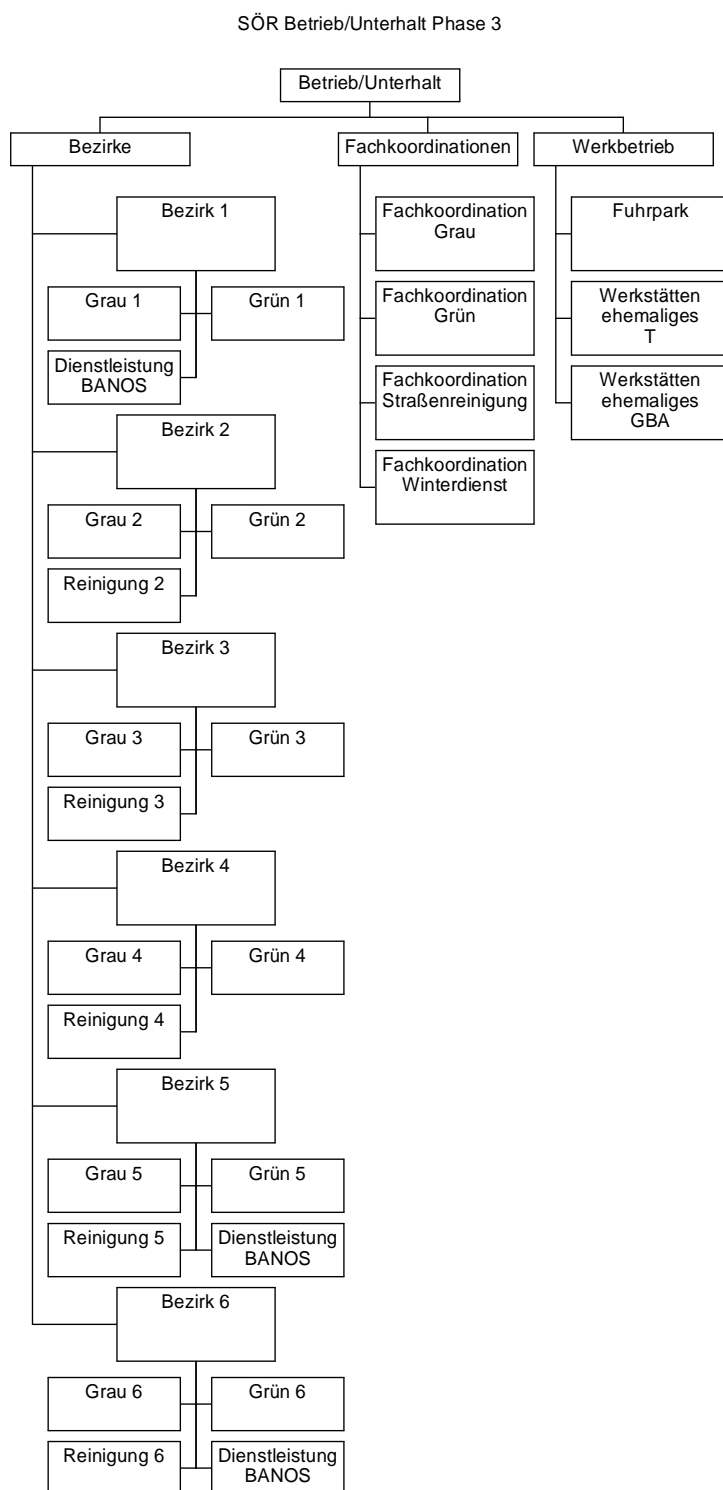 SÖR Betrieb/Unterhalt Phase 3
Betrieb/Unterhalt
Bezirke
Fachkoordinationen
Werkbetrieb
Bezirk 1
Grau 1
Grün 1
Dienstleistung
BANOS
Bezirk 2
Grau 2
Grün 2
Reinigung 2
Bezirk 3
Grau 3
Grün 3
Reinigung 3
Bezirk 4
Grau 4
Grün 4
Reinigung 4
Bezirk 5
Grau 5
Grün 5
Reinigung 5
Dienstleistung
BANOS
Bezirk 6
Grau 6
Grün 6
Reinigung 6
Dienstleistung
BANOS
Fachkoordination
Grau
Fachkoordination
Grün
Fachkoordination
Straßenreinigung
Fachkoordination
Winterdienst
Fuhrpark
Werkstätten
ehemaliges
T
Werkstätten
ehemaliges
GBA